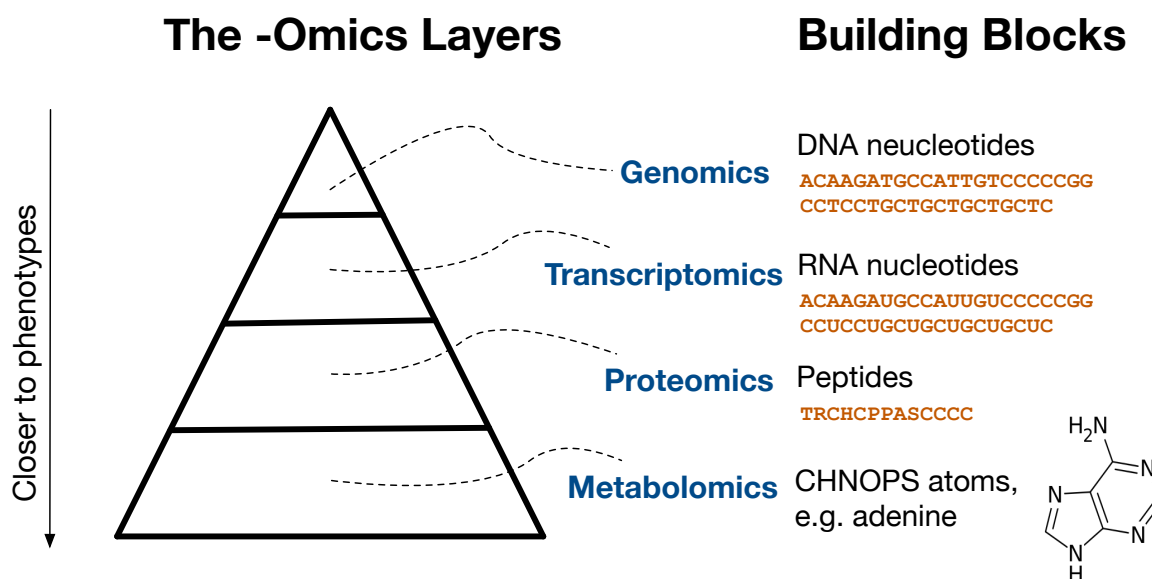 The -Omics Layers
Building Blocks
Closer to phenotypes
Genomics
DNA neucleotides
ACAAGATGCCATTGTCCCCCGG
CCTCCTGCTGCTGCTGCTC
Transcriptomics
RNA nucleotides
ACAAGAUGCCAUUGUCCCCCGG
CCUCCUGCUGCUGCUGCUC
Proteomics
Peptides
TRCHCPPASCCCC
Metabolomics
CHNOPS atoms,
e.g. adenine
H₂N
N
N
N
N
H